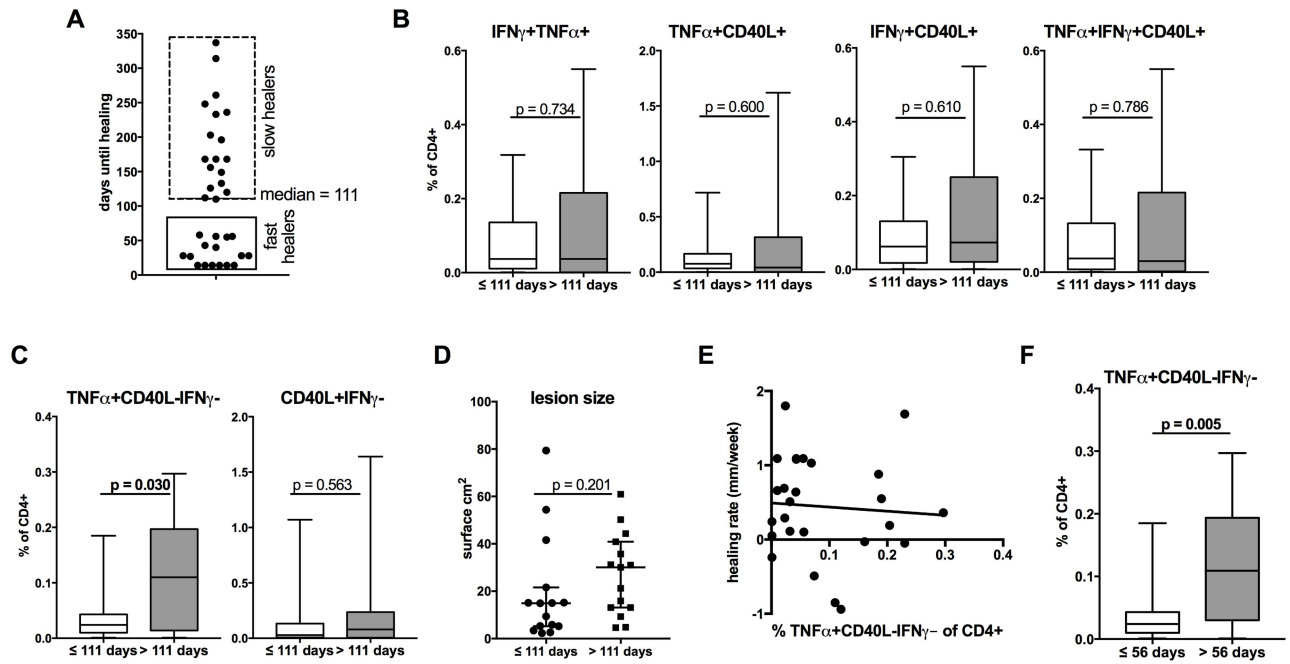 A
days until healing
350
300
250
200
150
100
50
0
slow healers
median = 111
fast
healers
B
IFNγ+TNFα+
% of CD4+
0.6
0.4
0.2
0.0
p = 0.734
≤ 111 days > 111 days
TNFα+CD40L+
2.0
1.5
1.0
0.5
0.0
p = 0.600
≤ 111 days > 111 days
IFNγ+CD40L+
0.6
0.4
0.2
0.0
p = 0.610
≤ 111 days > 111 days
TNFα+IFNγ+CD40L+
0.6
0.4
0.2
0.0
p = 0.786
≤ 111 days > 111 days
C
TNFα+CD40L-IFNγ-
% of CD4+
0.4
0.3
0.2
0.1
0.0
p = 0.030
≤ 111 days > 111 days
CD40L+IFNγ-
2.0
1.5
1.0
0.5
0.0
p = 0.563
≤ 111 days > 111 days
D
lesion size
surface cm²
100
80
60
40
20
0
p = 0.201
≤ 111 days > 111 days
E
healing rate (mm/week)
2
1
0
-1
0.1 0.2 0.3 0.4
% TNFα+CD40L-IFNγ− of CD4+
F
TNFα+CD40L-IFNγ-
% of CD4+
0.4
0.3
0.2
0.1
0.0
p = 0.005
≤ 56 days > 56 days